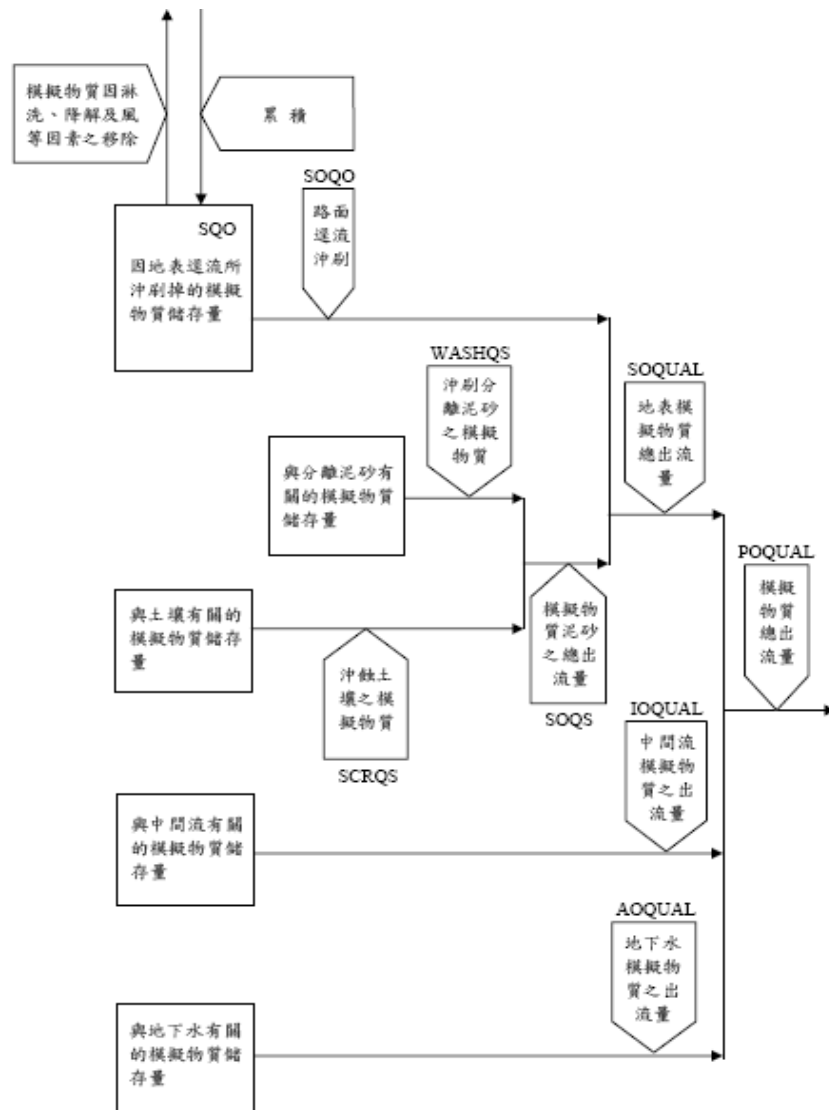 模擬物質因淋
洗、降解及風
等因素之移除
累積
SOQO
路面
逕流
沖刷
SQO
因地表逕流所
沖刷掉的模擬
物質儲存量
WASHQS
沖刷分
離泥砂
之模擬
物質
SOQUAL
地表模
擬物質
總出流
量
與分離泥砂有
關的模擬物質
儲存量
POQUAL
模擬
物質
總出
流量
與土壤有關的
模擬物質儲存
量
沖蝕土
壤之模
擬物質
SCRQS
模擬物
質泥砂
之總出
流量
SOQS
IOQUAL
中間流
模擬物
質之出
流量
與中間流有關
的模擬物質儲
存量
AOQUAL
地下水
模擬物
質之出
流量
與地下水有關
的模擬物質儲
存量